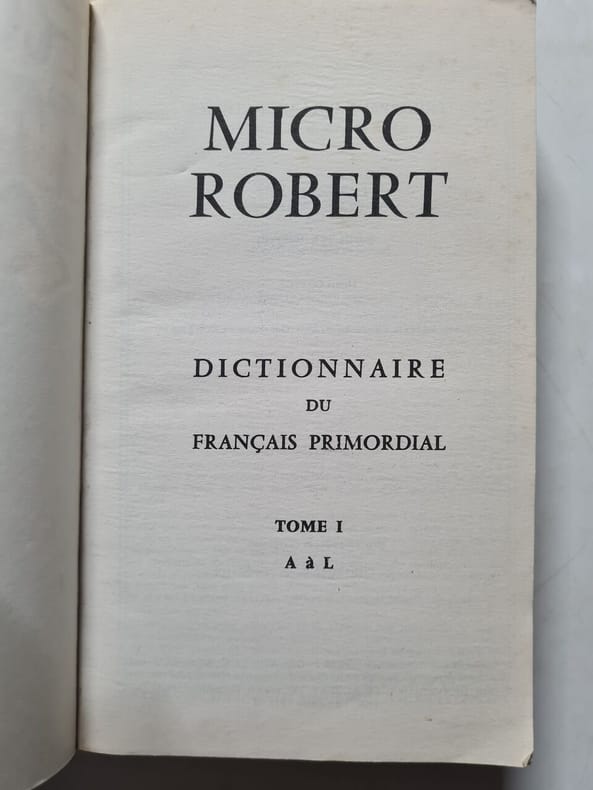 MICRO
ROBERT
DICTIONNAIRE
DU
FRANÇAIS PRIMORDIAL
TOME I
A à L